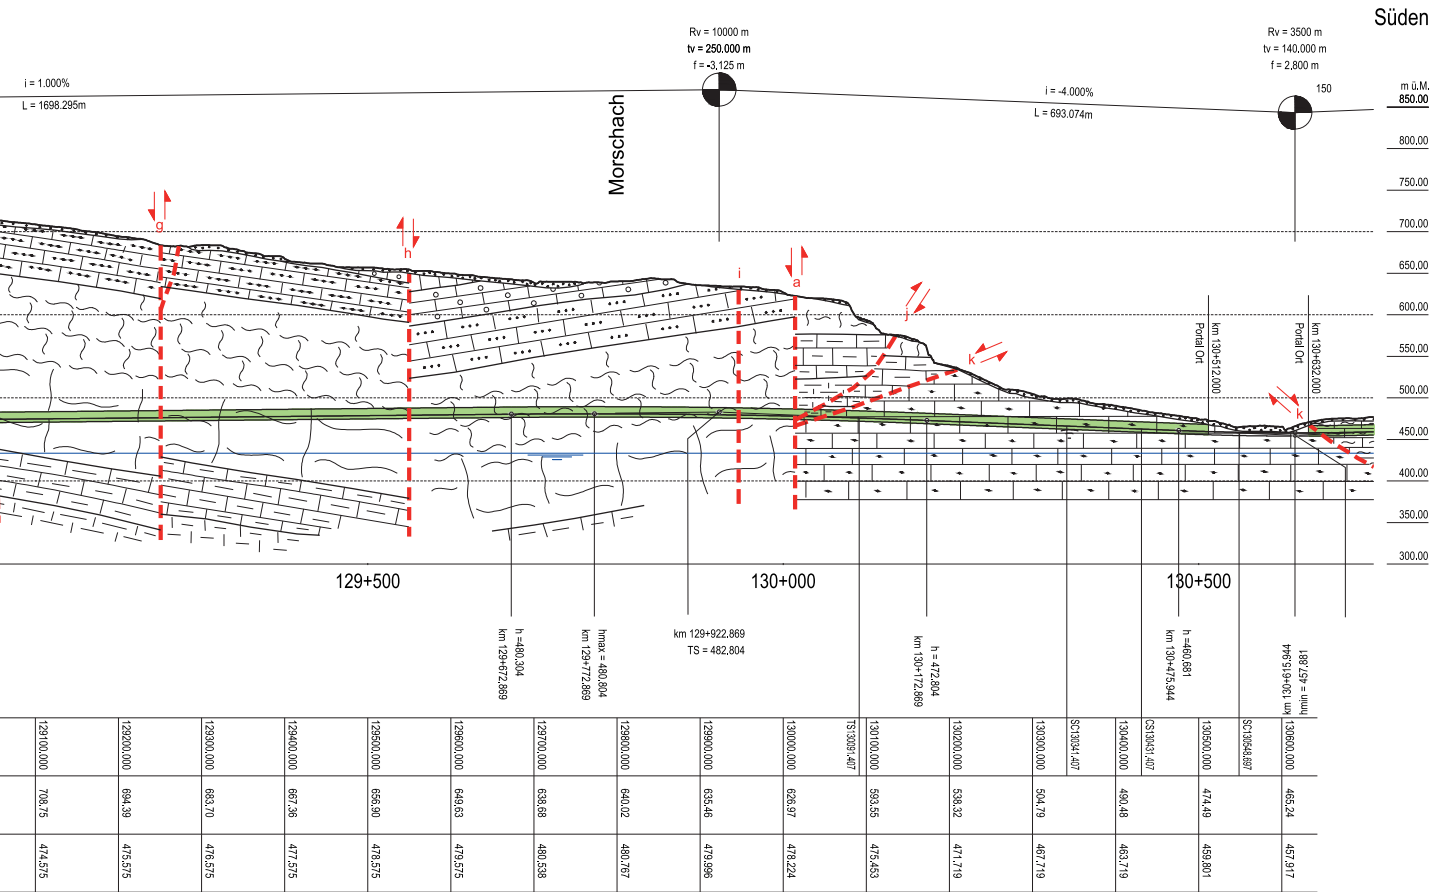 Süden
Rv = 10000 m
tv = 250.000 m
f = -3,125 m
Rv = 3500 m
tv = 140,000 m
f = 2,800 m
i = 1.000%
L = 1698.295m
i = -4.000%
L = 693.074m
150
m ü.M.
850.00
800,00
750.00
700.00
650,00
600.00
550.00
500.00
450,00
400.00
350.00
300.00
Morschach
g
h
i
a
j
k
k
km 130+512,000
Portal Ort
km 130+632,000
Portal Ort
129+500
130+000
130+500
h =480,304
km 129+672,869
hmax = 480,804
km 129+772,869
km 129+922.869
TS = 482,804
h = 472,804
km 130+172,869
h =460,681
km 130+475.944
hmin = 457,881
km 130+615,944
129100.000
129200.000
129300.000
129400.000
129500.000
129600.000
129700.000
129800.000
129900.000
130000.000
TS130091,407
130100.000
130200.000
130300.000
SC130341,407
130400.000
CS130431,407
130500.000
SC130548,697
130600.000
708.75
694.39
683.70
667.36
656.90
649.63
638.68
640.02
635.46
626.97
593.55
538.32
504.79
490.48
474.49
465.24
474.575
475.575
476.575
477.575
478.575
479.575
480.538
480.767
479.996
478.224
475.453
471.719
467.719
463.719
459.801
457.917